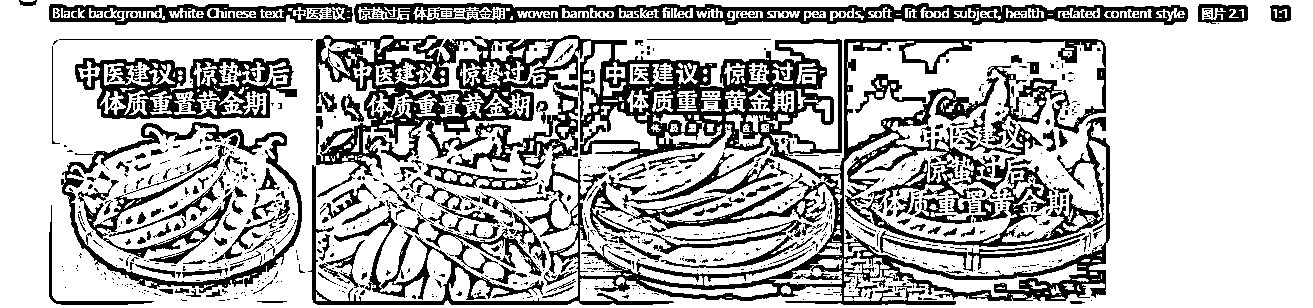 Black background, white Chinese text "中医建议：惊蛰过后 体质重置黄金期", woven bamboo basket filled with green snow pea pods, soft - lit food subject, health - related content style 图片 2.1 1:1
中医建议：惊蛰过后
体质重置黄金期
中医建议：惊蛰过后
体质重置黄金期
中医建议：惊蛰过后
体质重置黄金期
中医建议
惊蛰过后
体质重置黄金期